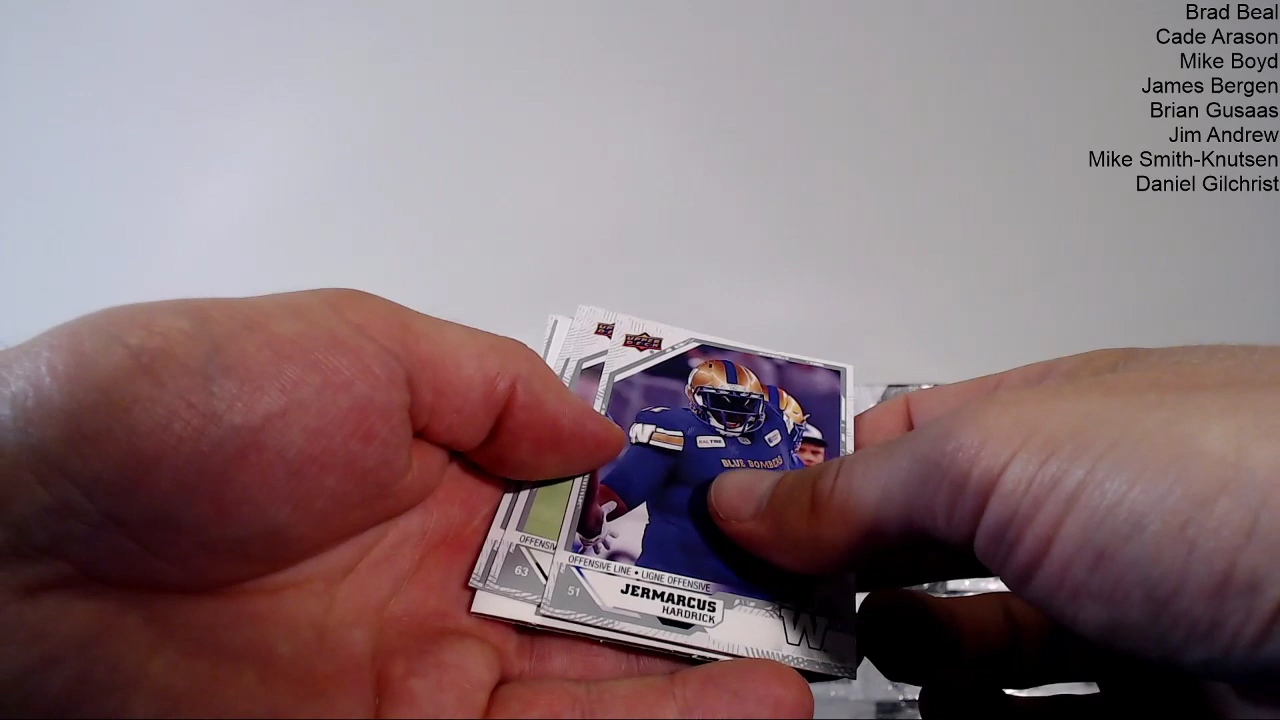 Brad Beal
Cade Arason
Mike Boyd
James Bergen
Brian Gusaas
Jim Andrew
Mike Smith-Knutsen
Daniel Gilchrist
UPPER DECK
BLUE BOMBERS
OFFENSIVE LINE • LIGNE OFFENSIVE
63
51
JERMARCUS
HARDRICK
W